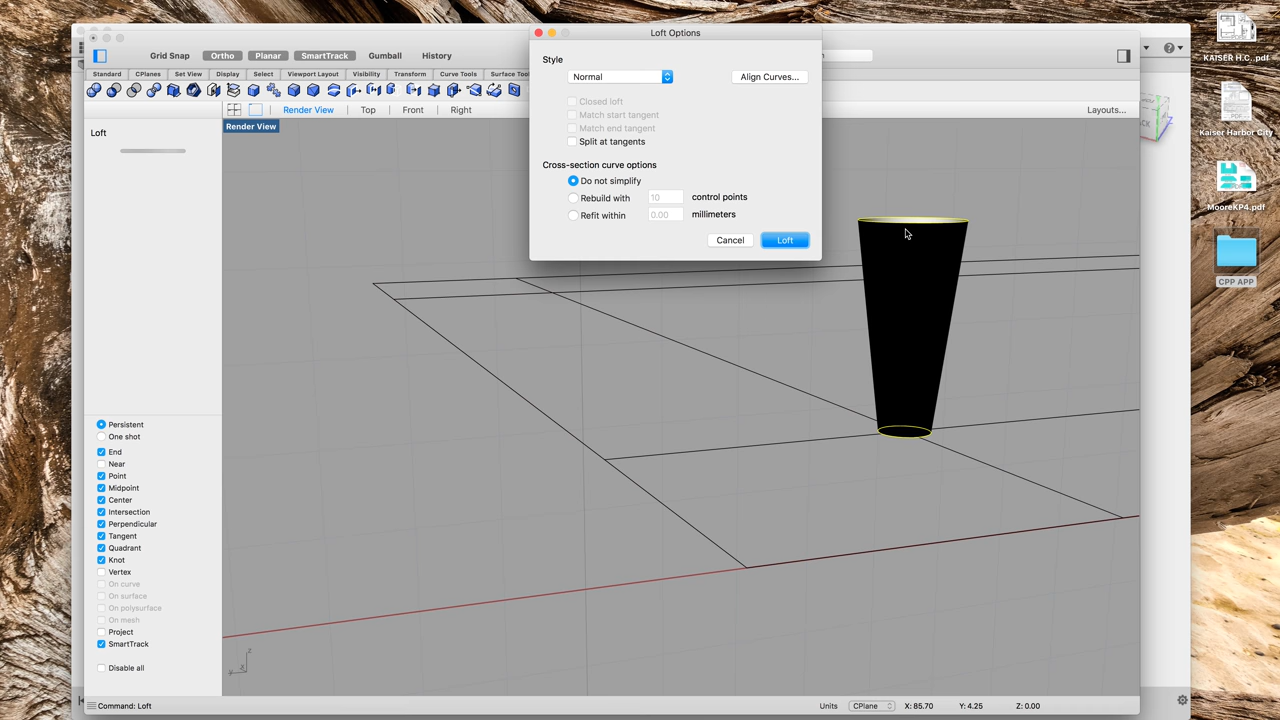 Loft Options
Grid Snap Ortho Planar SmartTrack Gumball History
Standard CPlanes Set View Display Select Viewport Layout Visibility Transform Curve Tools Surface Tools
Render View Top Front Right Layouts...
Render View
Loft
Style
Normal Align Curves...
Closed loft
Match start tangent
Match end tangent
Split at tangents
Cross-section curve options
Do not simplify
Rebuild with 10 control points
Refit within 0.00 millimeters
Cancel Loft
Persistent
One shot
End
Near
Point
Midpoint
Center
Intersection
Perpendicular
Tangent
Quadrant
Knot
Vertex
On curve
On surface
On polysurface
On mesh
Project
SmartTrack
Disable all
Command: Loft Units CPlane X: 85.70 Y: 4.25 Z: 0.00
z
y x
Z
KAISER H.C...pdf
Kaiser Harbor City
MooreKP4.pdf
CPP APP